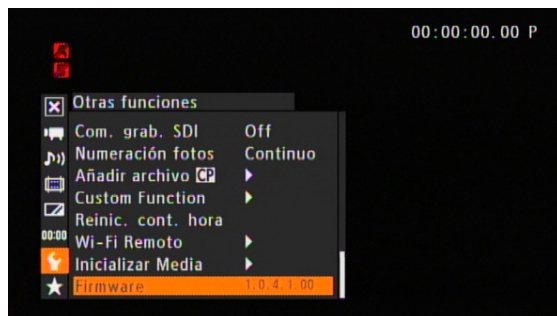 00:00:00.00 P
A
B
Otras funciones
Com. grab. SDI Off
Numeración fotos Continuo
Añadir archivo CP
Custom Function
Reinic. cont. hora
00:00
Wi-Fi Remoto
Inicializar Media
Firmware 1.0.4.1.00